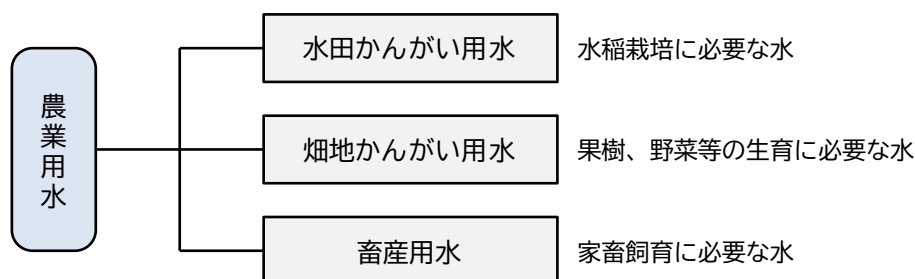 農業用水
水田かんがい用水
水稲栽培に必要な水
畑地かんがい用水
果樹、野菜等の生育に必要な水
畜産用水
家畜飼育に必要な水